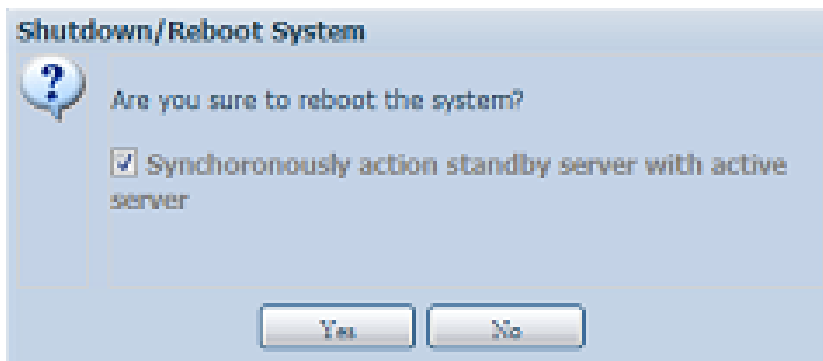 Shutdown/Reboot System
Are you sure to reboot the system?
Synchoronously action standby server with active
server
Yes
No